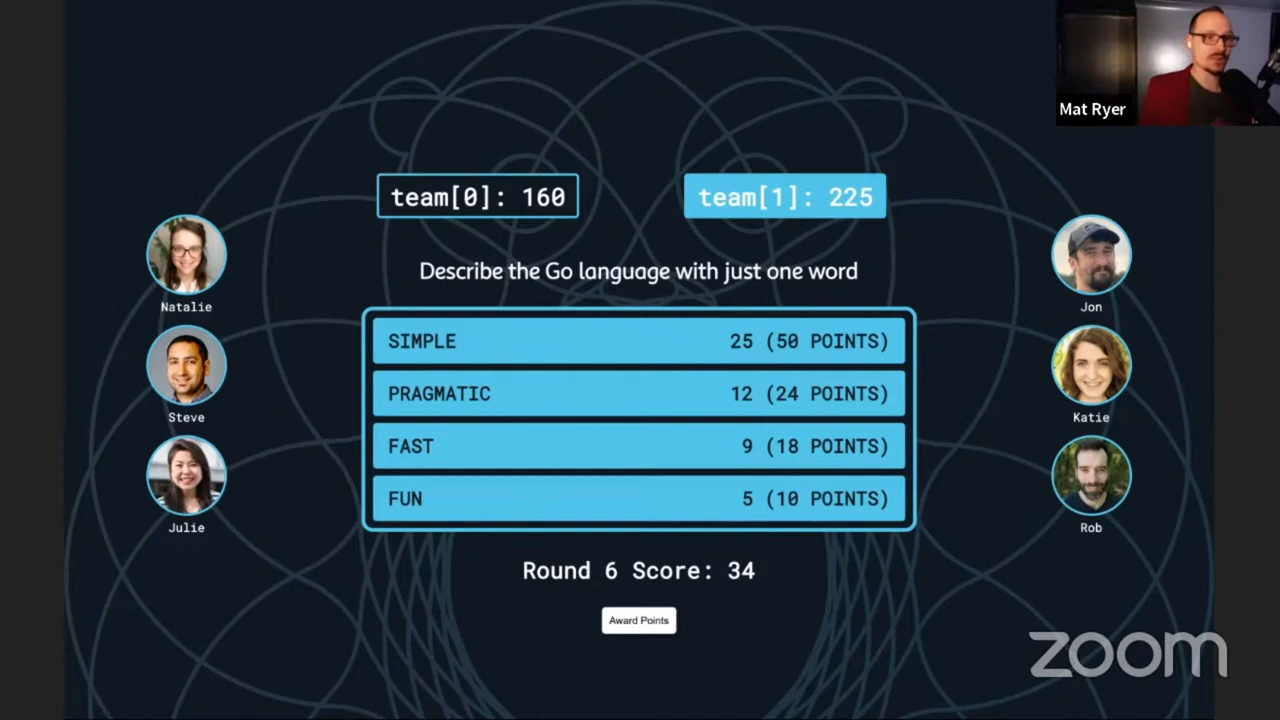 Mat Ryer
team[0]: 160
team[1]: 225
Describe the Go language with just one word
SIMPLE 25 (50 POINTS)
PRAGMATIC 12 (24 POINTS)
FAST 9 (18 POINTS)
FUN 5 (10 POINTS)
Natalie
Steve
Julie
Jon
Katie
Rob
Round 6 Score: 34
Award Points
zoom